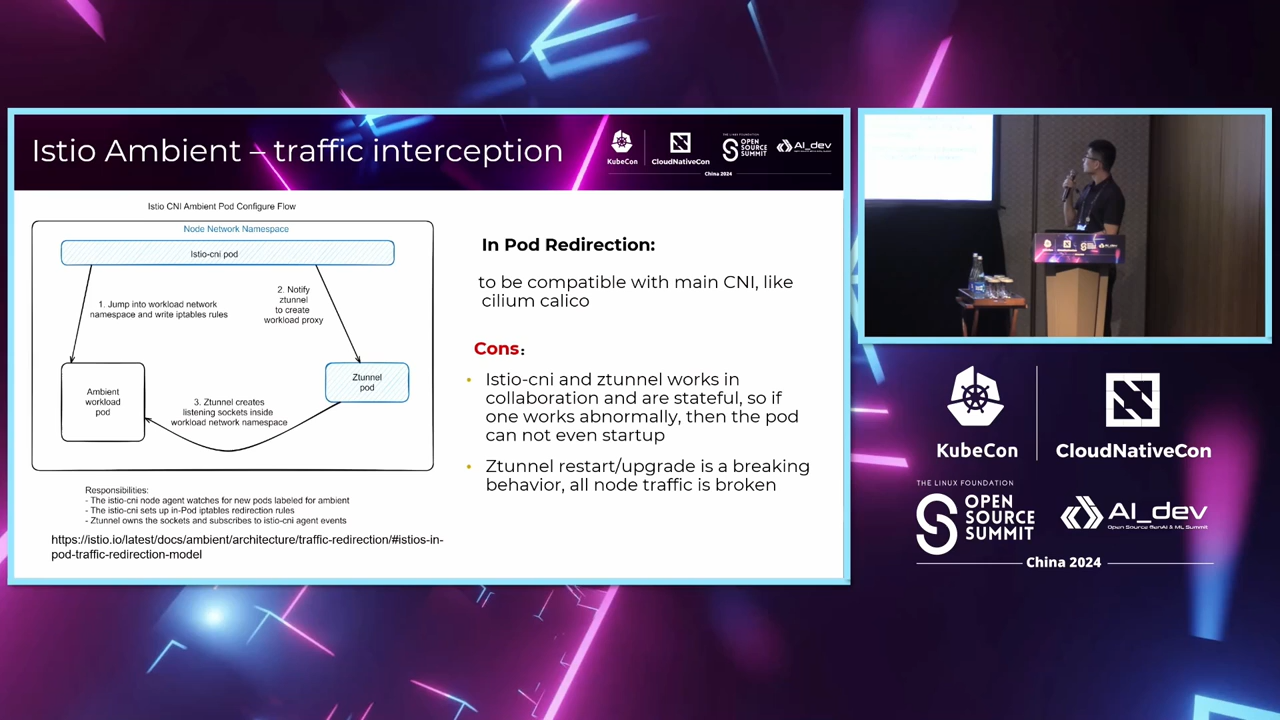 Istio Ambient – traffic interception
KubeCon
CloudNativeCon
THE LINUX FOUNDATION
OPEN
SOURCE
SUMMIT
AI_dev
China 2024
Istio CNI Ambient Pod Configure Flow
Node Network Namespace
Istio-cni pod
1. Jump into workload network
namespace and write iptables rules
2. Notify
ztunnel
to create
workload proxy
Ambient
workload
pod
Ztunnel
pod
3. Ztunnel creates
listening sockets inside
workload network namespace
Responsibilities:
- The istio-cni node agent watches for new pods labeled for ambient
- The istio-cni sets up in-Pod iptables redirection rules
- Ztunnel owns the sockets and subscribes to istio-cni agent events
https://istio.io/latest/docs/ambient/architecture/traffic-redirection/#istios-in-
pod-traffic-redirection-model
In Pod Redirection:
to be compatible with main CNI, like
cilium calico
Cons：
• Istio-cni and ztunnel works in
collaboration and are stateful, so if
one works abnormally, then the pod
can not even startup
• Ztunnel restart/upgrade is a breaking
behavior, all node traffic is broken
KubeCon
CloudNativeCon
THE LINUX FOUNDATION
OPEN
SOURCE
SUMMIT
AI_dev
Open Source GenAI & ML Summit
China 2024